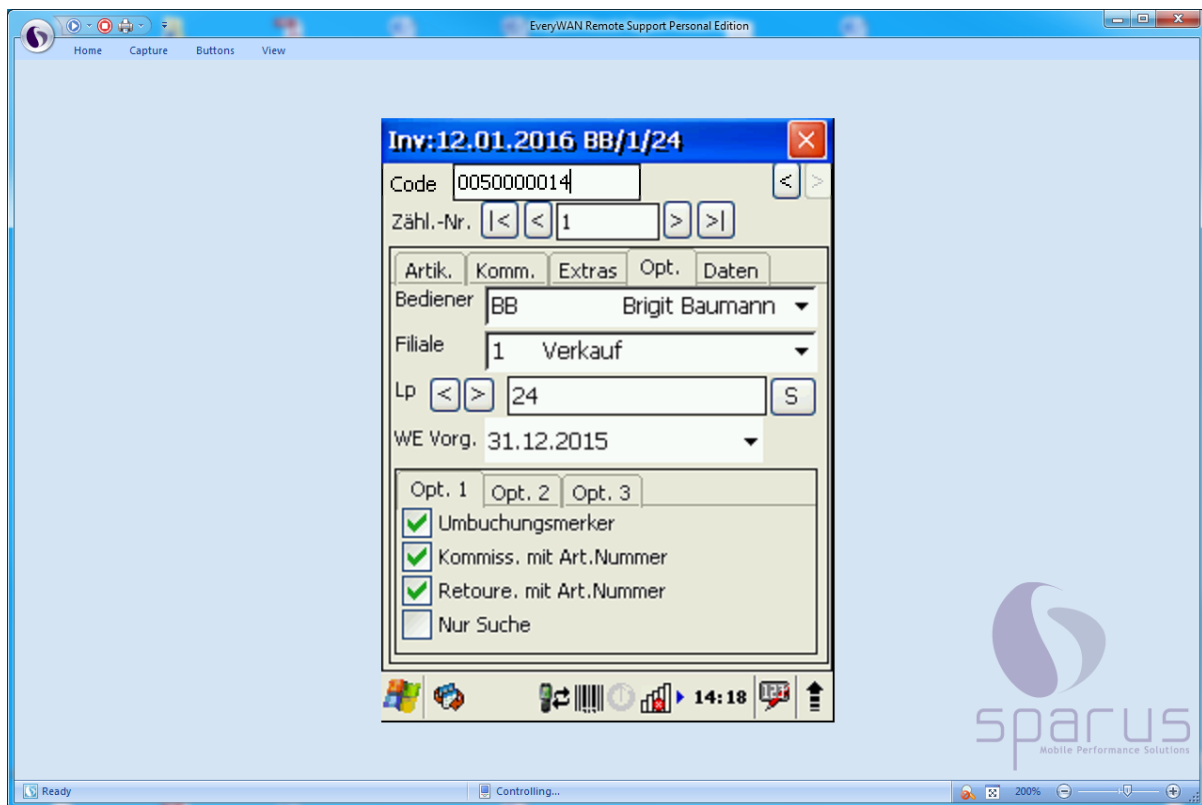 EveryWAN Remote Support Personal Edition
Home Capture Buttons View
Inv:12.01.2016 BB/1/24
Code 0050000014 < >
Zähl.-Nr. |< < 1 > >|
Artik. Komm. Extras Opt. Daten
Bediener BB Brigit Baumann
Filiale 1 Verkauf
Lp < > 24 S
WE Vorg. 31.12.2015
Opt. 1 Opt. 2 Opt. 3
Umbuchungsmerker
Kommiss. mit Art.Nummer
Retoure. mit Art.Nummer
Nur Suche
14:18 123
sparus
Mobile Performance Solutions
Ready Controlling... 200%